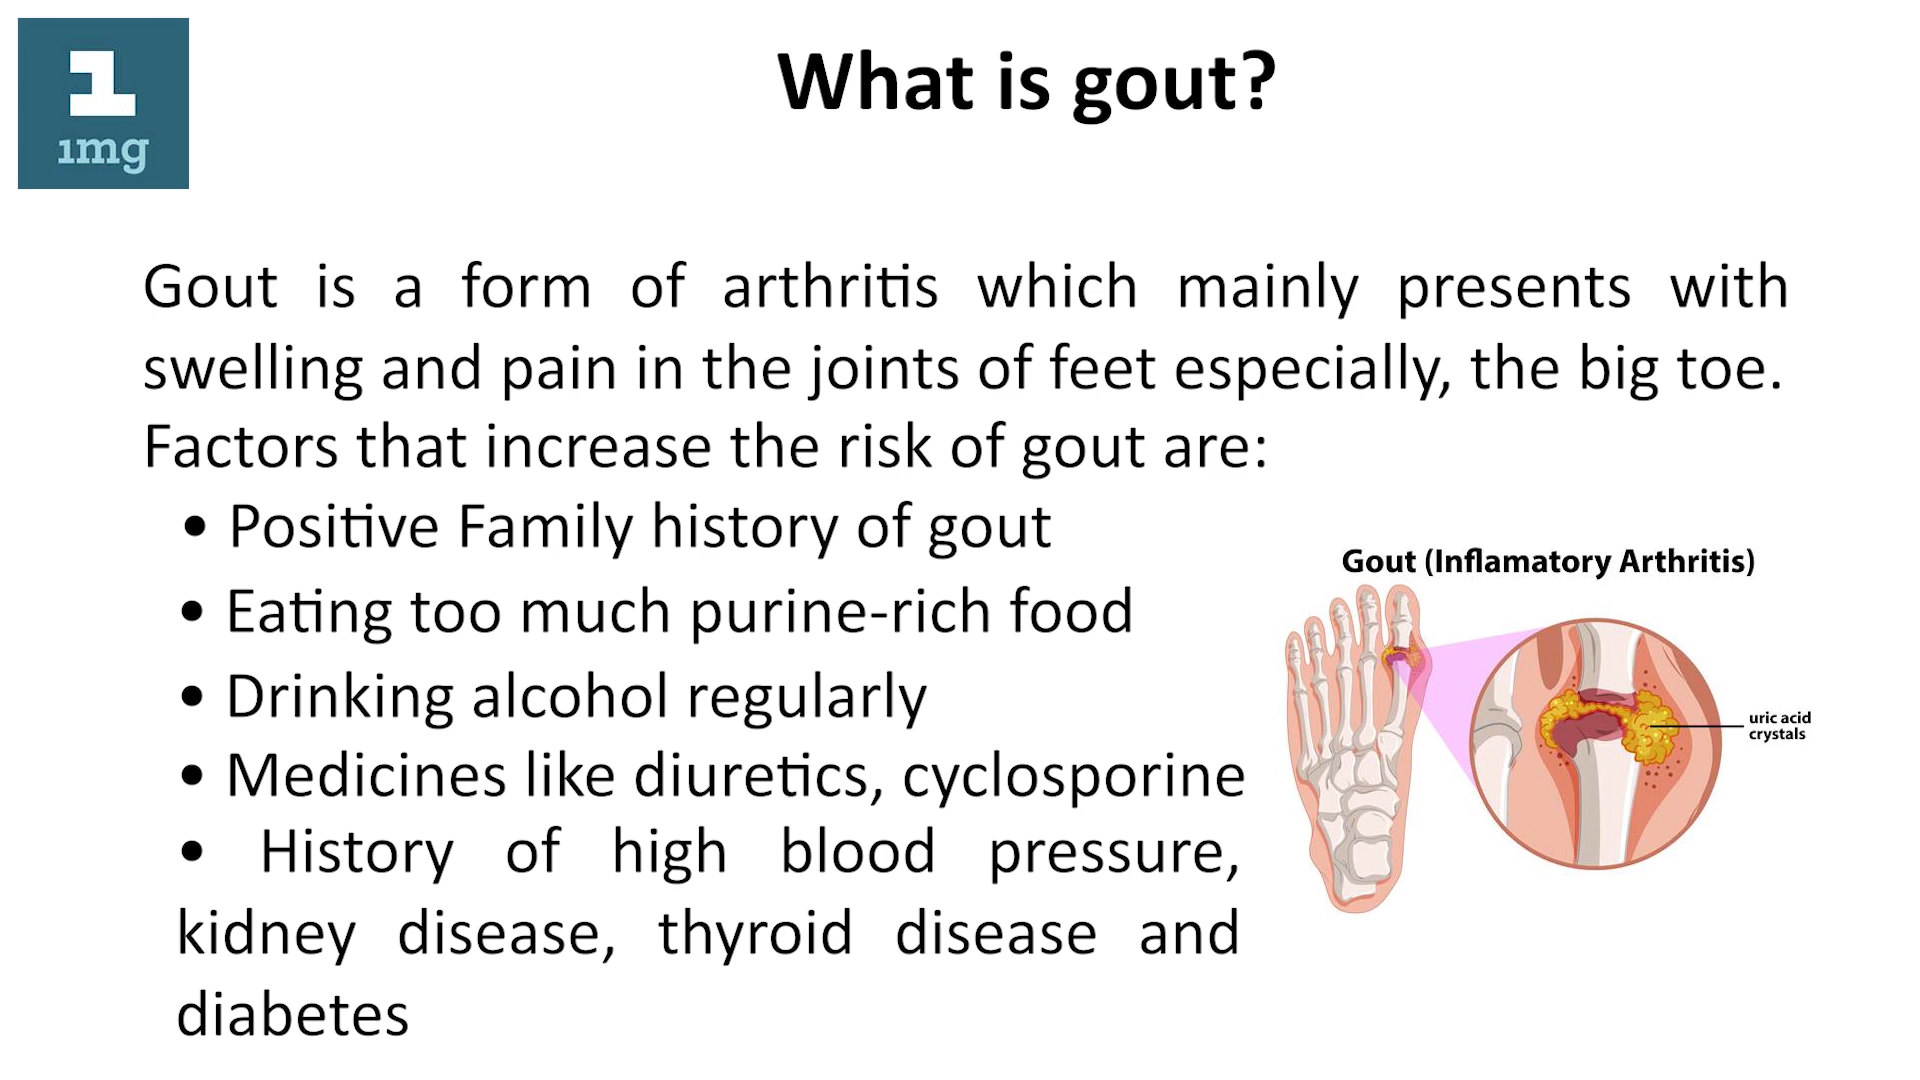 1
1mg
What is gout?
Gout is a form of arthritis which mainly presents with
swelling and pain in the joints of feet especially, the big toe.
Factors that increase the risk of gout are:
• Positive Family history of gout
• Eating too much purine-rich food
• Drinking alcohol regularly
• Medicines like diuretics, cyclosporine
• History of high blood pressure,
kidney disease, thyroid disease and
diabetes
Gout (Inflamatory Arthritis)
uric acid
crystals